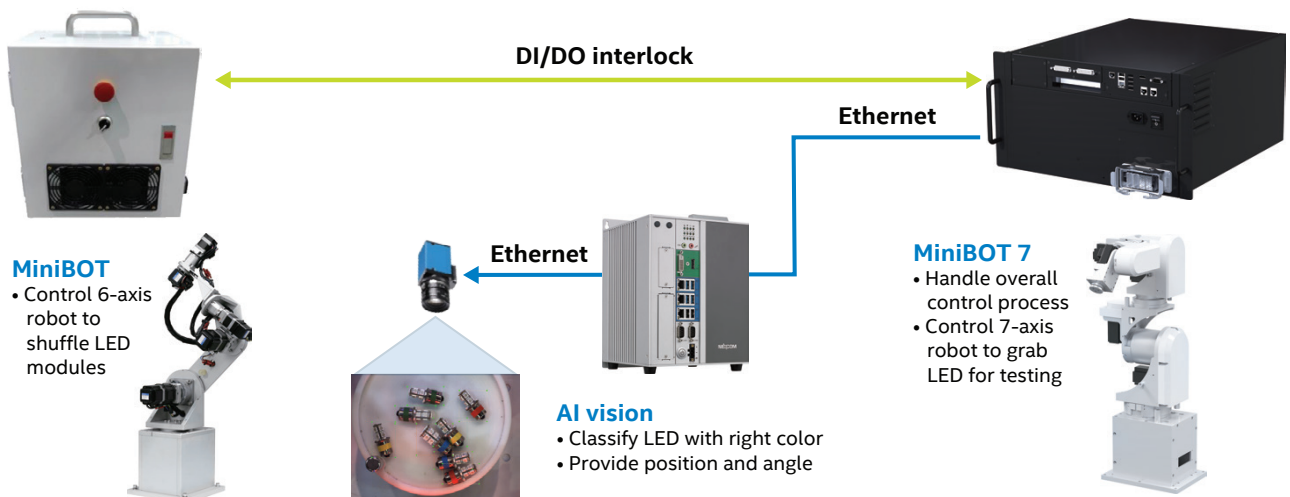 DI/DO interlock
Ethernet
Ethernet
MiniBOT
• Control 6-axis
robot to
shuffle LED
modules
AI vision
• Classify LED with right color
• Provide position and angle
MiniBOT 7
• Handle overall
control process
• Control 7-axis
robot to grab
LED for testing